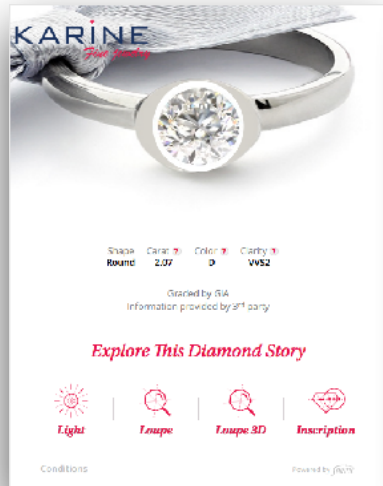 KARINE
Fine Jewelry
Shape Carat ? Color ? Clarity ?
Round 2.07 D VVS2
Graded by GIA
Information provided by 3rd party
Explore This Diamond Story
Light Loupe Loupe 3D Inscription
Conditions
Powered by